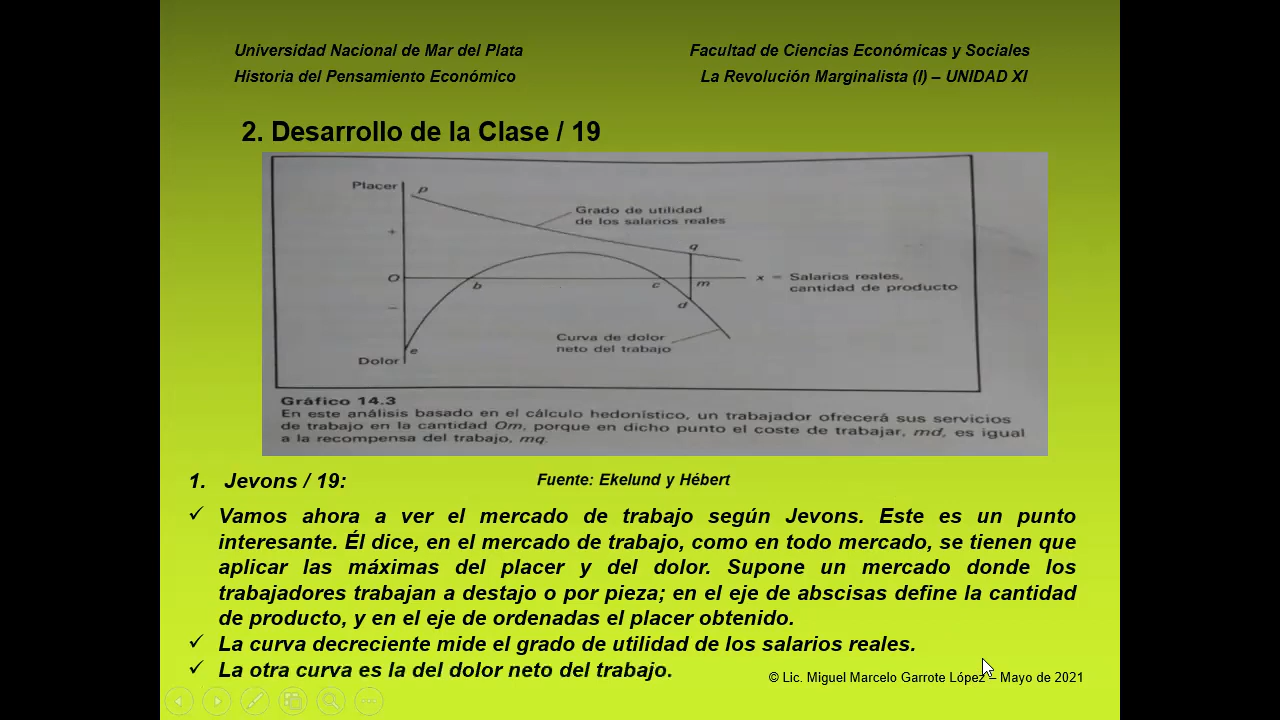 Universidad Nacional de Mar del Plata
Facultad de Ciencias Económicas y Sociales
Historia del Pensamiento Económico
La Revolución Marginalista (I) – UNIDAD XI
2. Desarrollo de la Clase / 19
Placer
p
Grado de utilidad
de los salarios reales
+
q
O
b
c
m
x = Salarios reales,
cantidad de producto
–
d
Curva de dolor
neto del trabajo
e
Dolor
Gráfico 14.3
En este análisis basado en el cálculo hedonístico, un trabajador ofrecerá sus servicios
de trabajo en la cantidad Om, porque en dicho punto el coste de trabajar, md, es igual
a la recompensa del trabajo, mq.
1. Jevons / 19:
Fuente: Ekelund y Hébert
✓ Vamos ahora a ver el mercado de trabajo según Jevons. Este es un punto
interesante. Él dice, en el mercado de trabajo, como en todo mercado, se tienen que
aplicar las máximas del placer y del dolor. Supone un mercado donde los
trabajadores trabajan a destajo o por pieza; en el eje de abscisas define la cantidad
de producto, y en el eje de ordenadas el placer obtenido.
✓ La curva decreciente mide el grado de utilidad de los salarios reales.
✓ La otra curva es la del dolor neto del trabajo.
© Lic. Miguel Marcelo Garrote López – Mayo de 2021